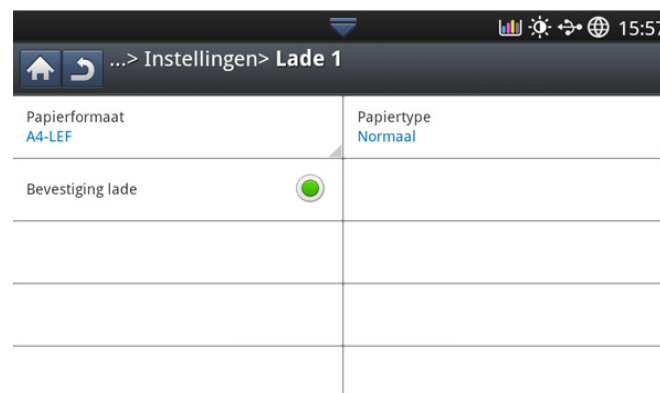 15:57
...> Instellingen> Lade 1
Papierformaat
A4-LEF
Papiertype
Normaal
Bevestiging lade